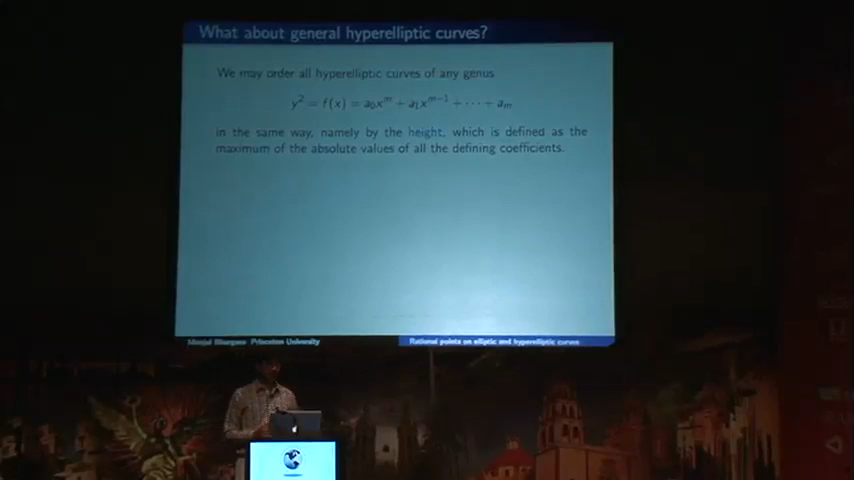 What about general hyperelliptic curves?
We may order all hyperelliptic curves of any genus
y² = f(x) = a₀xᵐ + a₁xᵐ⁻¹ + ··· + aₘ
in the same way, namely by the height, which is defined as the
maximum of the absolute values of all the defining coefficients.
Manjul Bhargava Princeton University
Rational points on elliptic and hyperelliptic curves